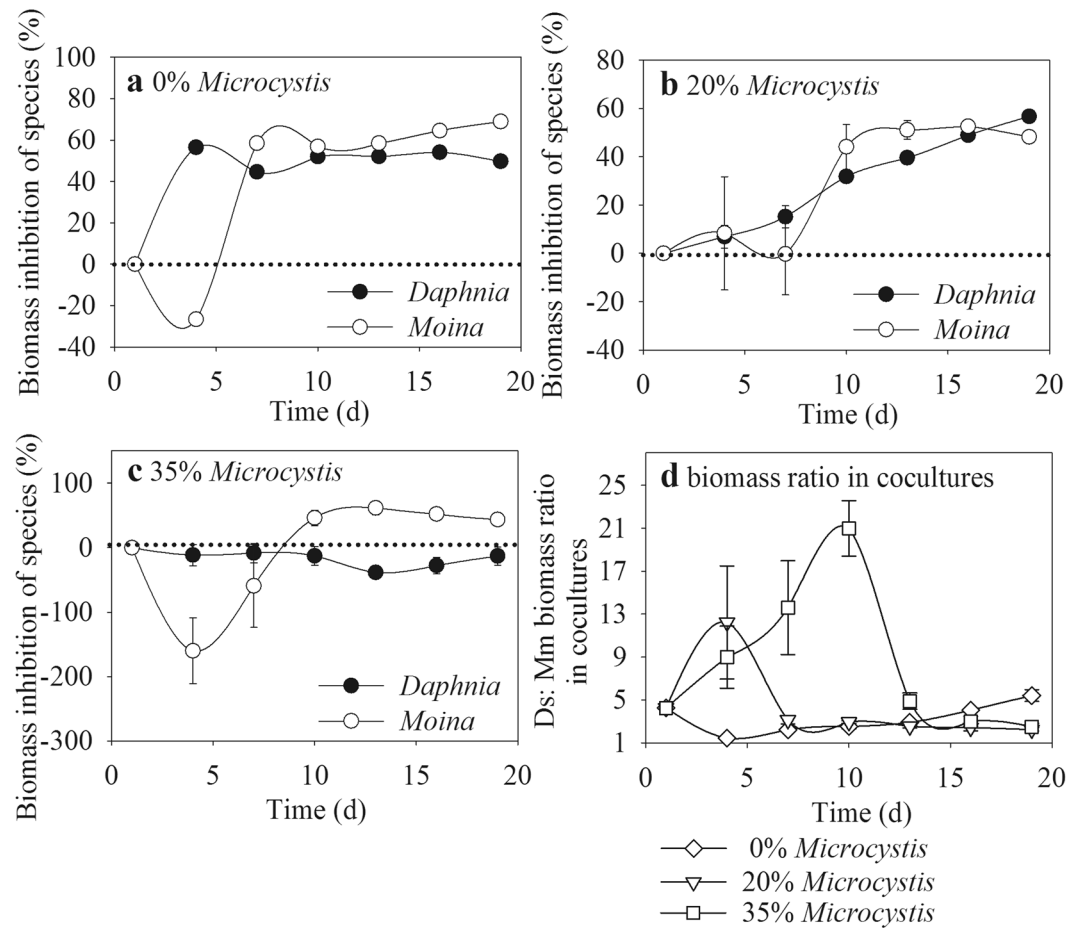 Biomass inhibition of species (%)
a 0% Microcystis
100
80
60
40
20
0
-20
-40
Daphnia
Moina
0 5 10 15 20
Time (d)
Biomass inhibition of species (%)
b 20% Microcystis
80
60
40
20
0
-20
-40
Daphnia
Moina
0 5 10 15 20
Time (d)
Biomass inhibition of species (%)
c 35% Microcystis
100
0
-100
-200
-300
Daphnia
Moina
0 5 10 15 20
Time (d)
Ds: Mm biomass ratio
in cocultures
d biomass ratio in cocultures
25
21
17
13
9
5
1
0 5 10 15 20
Time (d)
0% Microcystis
20% Microcystis
35% Microcystis